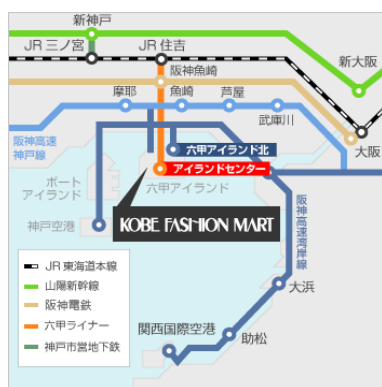 新神戸
JR三ノ宮
JR住吉
新大阪
阪神魚崎
摩耶
魚崎
芦屋
武庫川
大阪
阪神高速
神戸線
六甲アイランド北
アイランドセンター
ポート
アイランド
六甲アイランド
神戸空港
KOBE FASHION MART
阪神高速湾岸線
JR東海道本線
山陽新幹線
阪神電鉄
六甲ライナー
神戸市営地下鉄
大浜
関西国際空港
助松